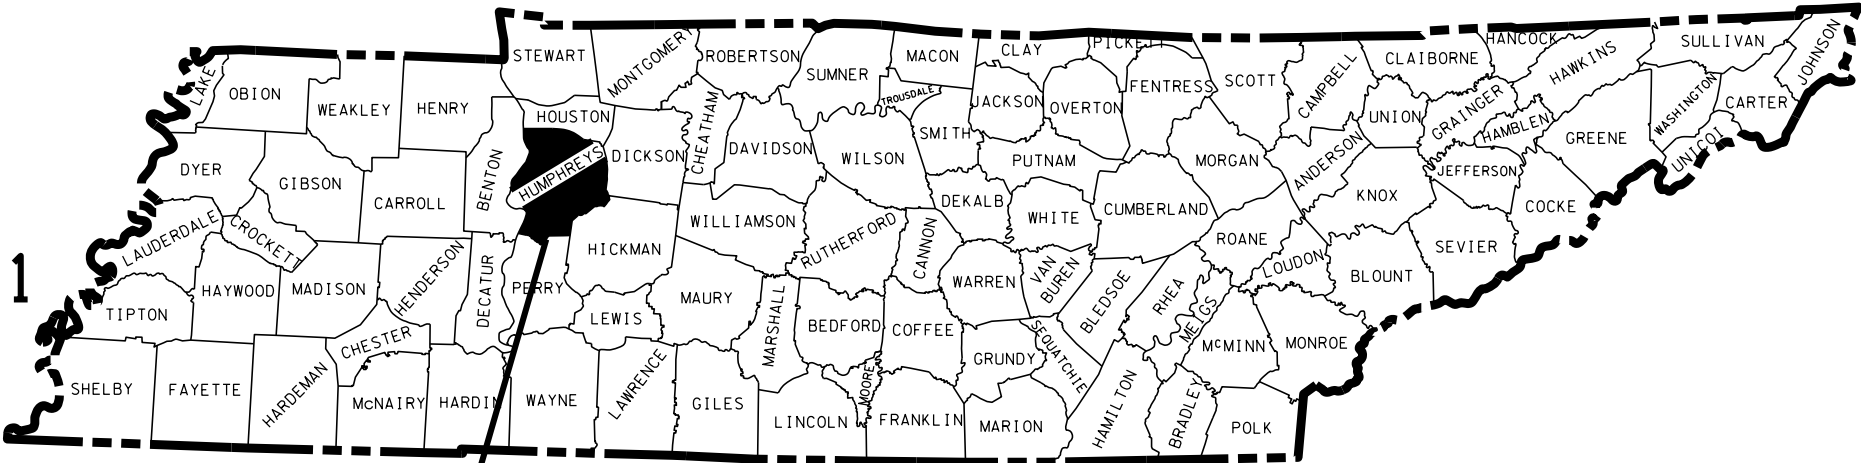 STEWART
MONTGOMERY
ROBERTSON
SUMNER
MACON
CLAY
PICKETT
SCOTT
CAMPBELL
CLAIBORNE
HANCOCK
HAWKINS
SULLIVAN
JOHNSON
LAKE
OBION
WEAKLEY
HENRY
HOUSTON
CHEATHAM
TROUSDALE
JACKSON
OVERTON
FENTRESS
UNION
GRAINGER
HAMBLEN
GREENE
WASHINGTON
CARTER
UNICOI
DYER
GIBSON
CARROLL
BENTON
HUMPHREYS
DICKSON
DAVIDSON
WILSON
SMITH
PUTNAM
MORGAN
ANDERSON
KNOX
JEFFERSON
COCKE
LAUDERDALE
CROCKETT
WILLIAMSON
RUTHERFORD
CANNON
DEKALB
WHITE
CUMBERLAND
ROANE
LOUDON
BLOUNT
SEVIER
1
HAYWOOD
MADISON
HENDERSON
DECATUR
PERRY
HICKMAN
MAURY
WARREN
VAN
BUREN
BLEDSOE
RHEA
MEIGS
McMINN
MONROE
TIPTON
CHESTER
LEWIS
MARSHALL
BEDFORD
COFFEE
GRUNDY
SEQUATCHIE
SHELBY
FAYETTE
HARDEMAN
McNAIRY
HARDIN
WAYNE
LAWRENCE
GILES
LINCOLN
MOORE
FRANKLIN
MARION
HAMILTON
BRADLEY
POLK